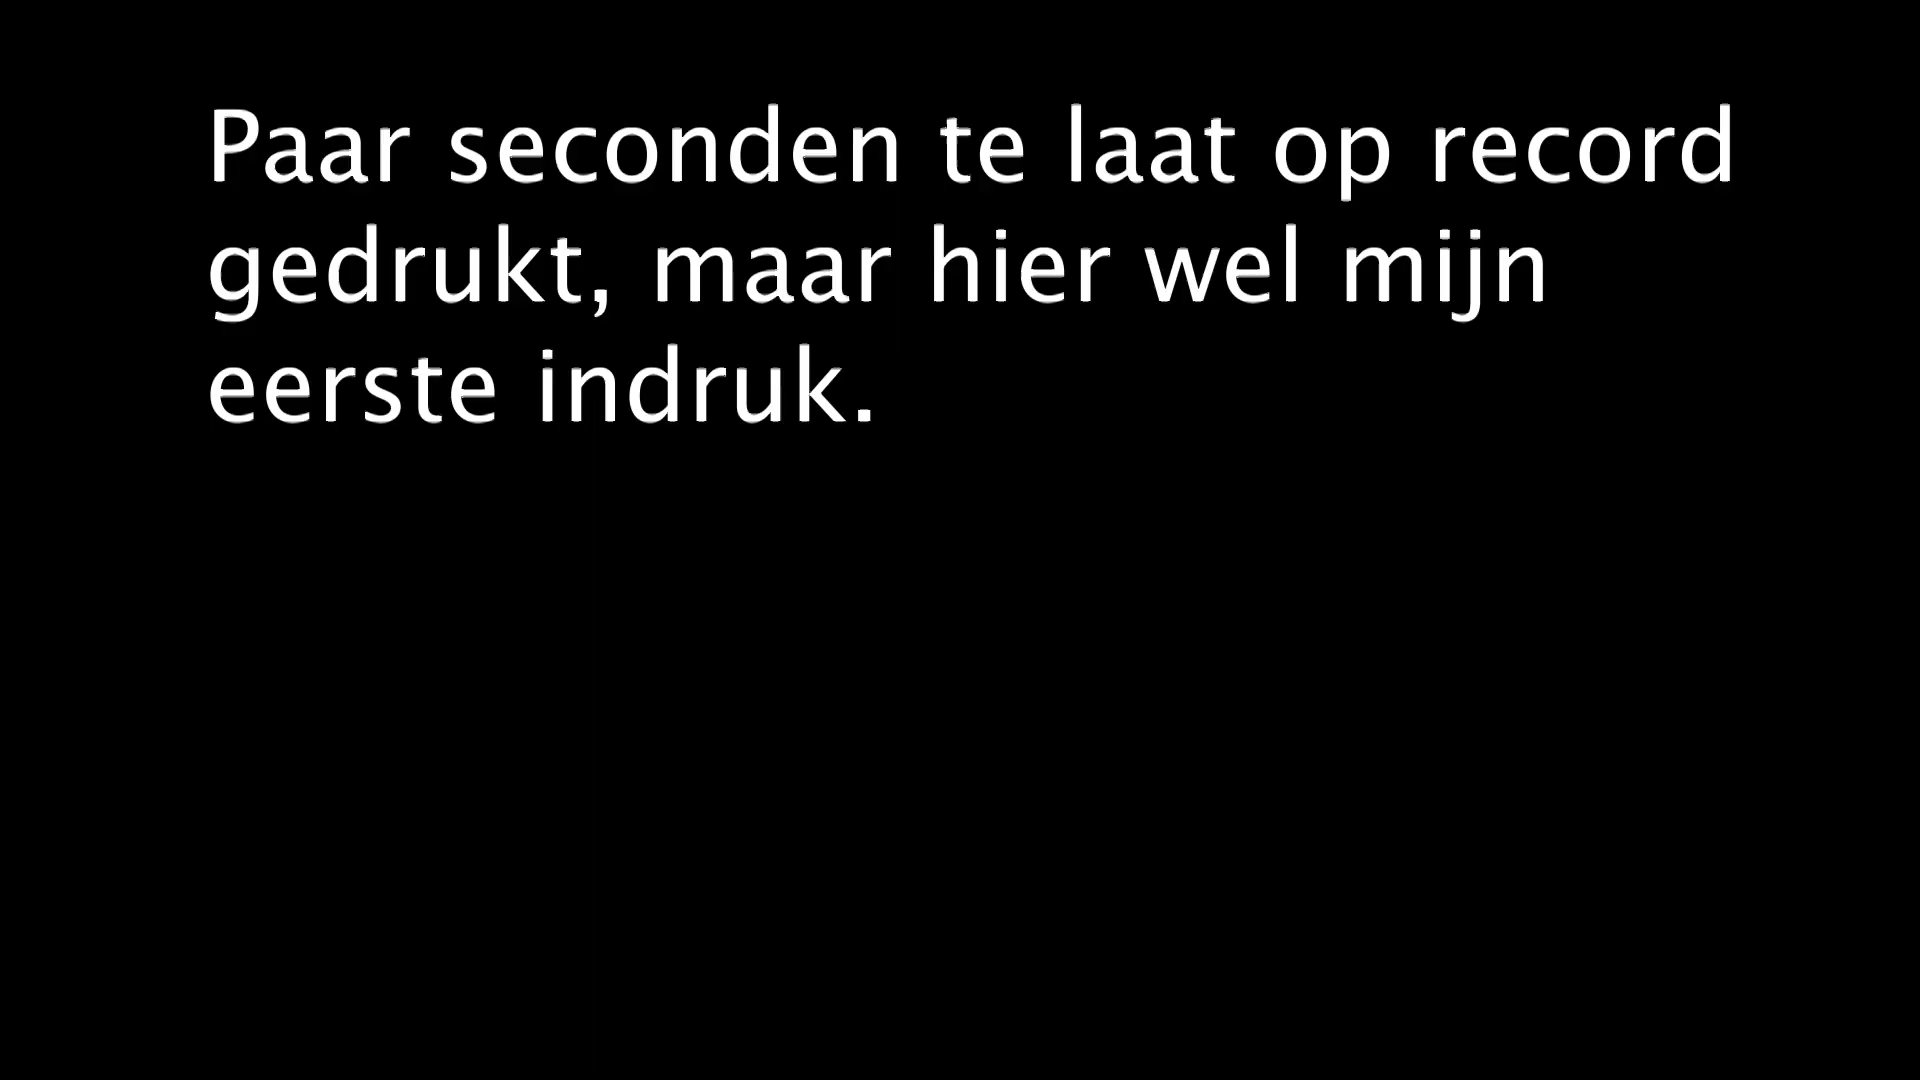 Paar seconden te laat op record
gedrukt, maar hier wel mijn
eerste indruk.